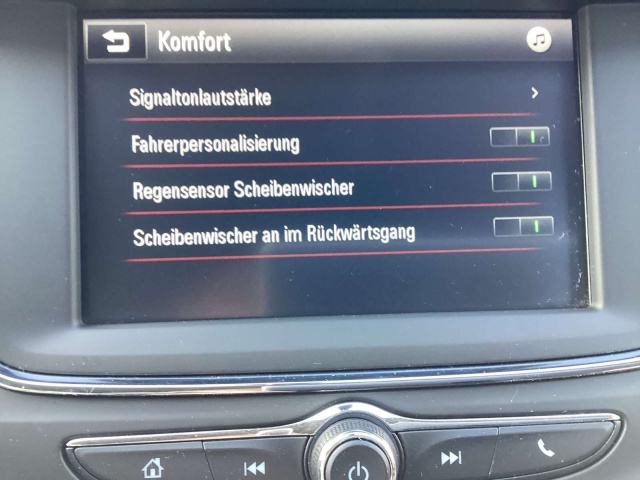 Komfort
Signaltonlautstärke
Fahrerpersonalisierung
Regensensor Scheibenwischer
Scheibenwischer an im Rückwärtsgang